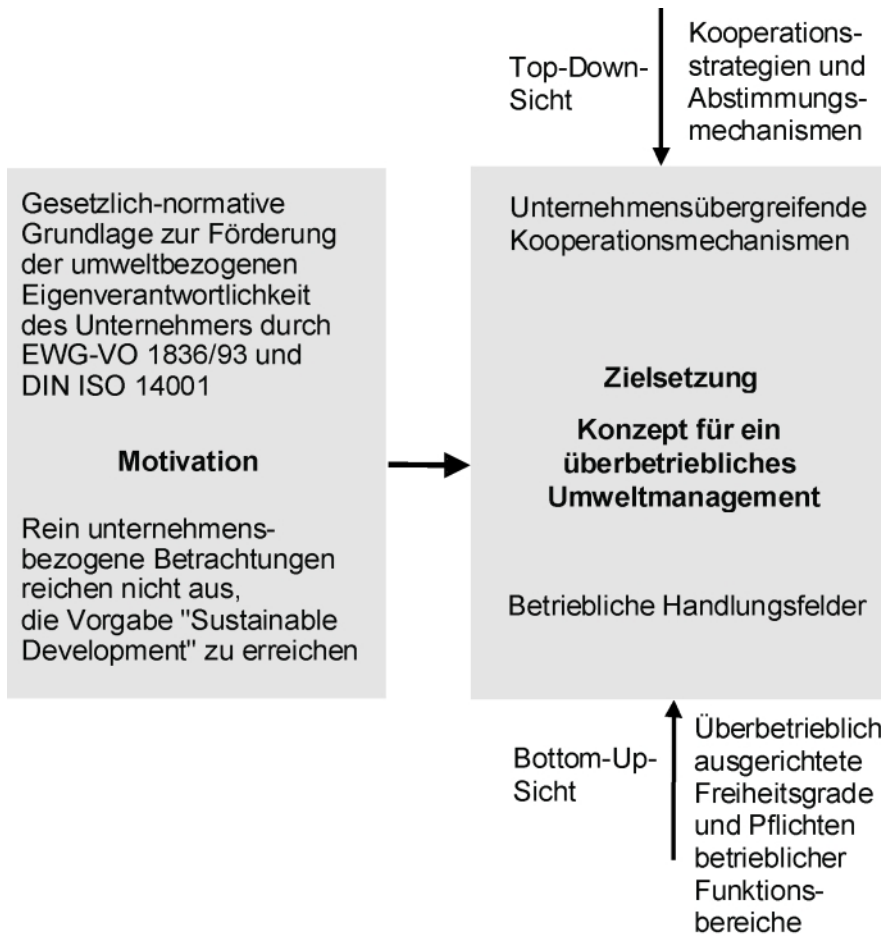 Top-Down-
Sicht
Kooperations-
strategien und
Abstimmungs-
mechanismen
Gesetzlich-normative
Grundlage zur Förderung
der umweltbezogenen
Eigenverantwortlichkeit
des Unternehmers durch
EWG-VO 1836/93 und
DIN ISO 14001
Motivation
Rein unternehmens-
bezogene Betrachtungen
reichen nicht aus,
die Vorgabe "Sustainable
Development" zu erreichen
Unternehmensübergreifende
Kooperationsmechanismen
Zielsetzung
Konzept für ein
überbetriebliches
Umweltmanagement
Betriebliche Handlungsfelder
Bottom-Up-
Sicht
Überbetrieblich
ausgerichtete
Freiheitsgrade
und Pflichten
betrieblicher
Funktions-
bereiche